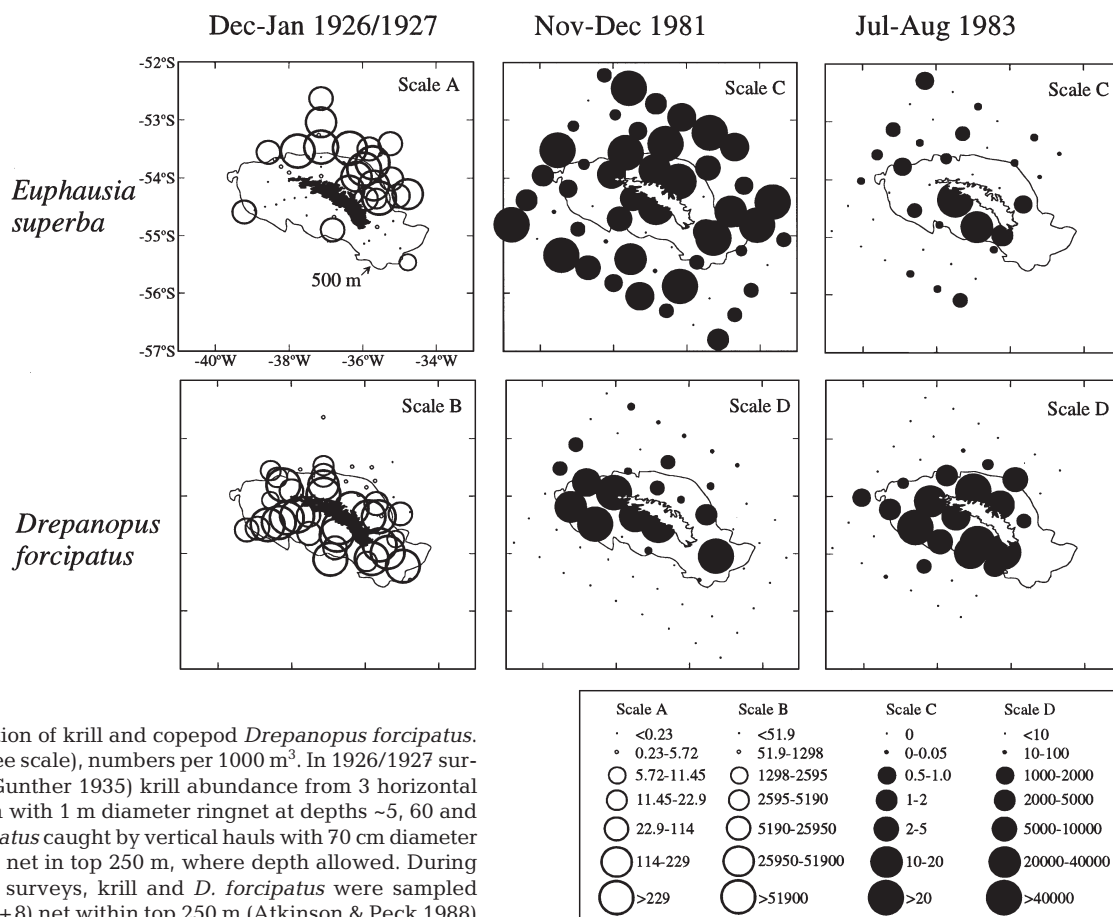 Dec-Jan 1926/1927
Nov-Dec 1981
Jul-Aug 1983
Euphausia
superba
Scale A
Scale C
Scale C
-52°S
-53°S
-54°S
-55°S
-56°S
-57°S
500 m
-40°W
-38°W
-36°W
-34°W
Drepanopus
forcipatus
Scale B
Scale D
Scale D
tion of krill and copepod Drepanopus forcipatus.
ee scale), numbers per 1000 m³. In 1926/1927 sur-
Gunther 1935) krill abundance from 3 horizontal
with 1 m diameter ringnet at depths ~5, 60 and
patus caught by vertical hauls with 70 cm diameter
net in top 250 m, where depth allowed. During
surveys, krill and D. forcipatus were sampled
+8) net within top 250 m (Atkinson & Peck 1988)
Scale A
<0.23
0.23-5.72
5.72-11.45
11.45-22.9
22.9-114
114-229
>229
Scale B
<51.9
51.9-1298
1298-2595
2595-5190
5190-25950
25950-51900
>51900
Scale C
0
0-0.05
0.5-1.0
1-2
2-5
10-20
>20
Scale D
<10
10-100
1000-2000
2000-5000
5000-10000
20000-40000
>40000